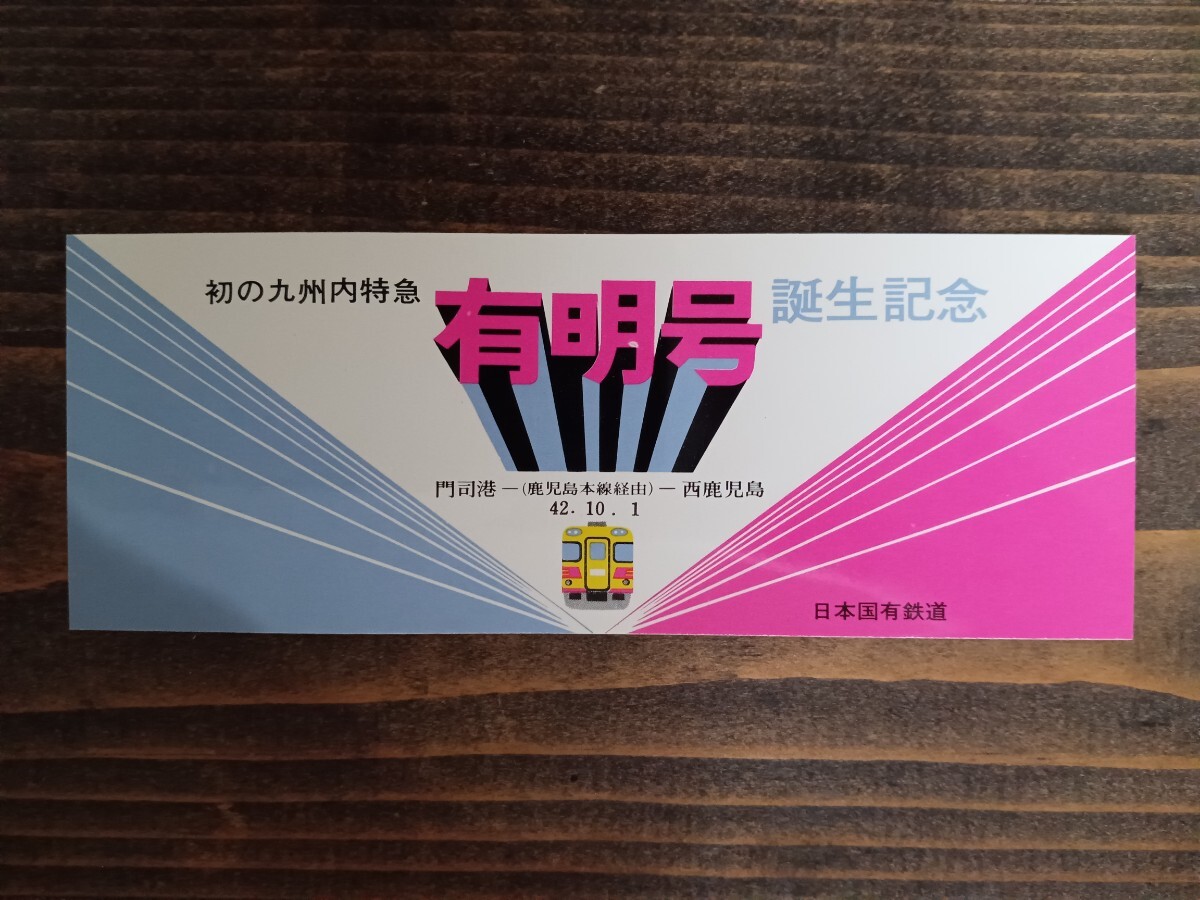 初の九州内特急 有明号 誕生記念
門司港―(鹿児島本線経由)―西鹿児島
42. 10. 1
日本国有鉄道